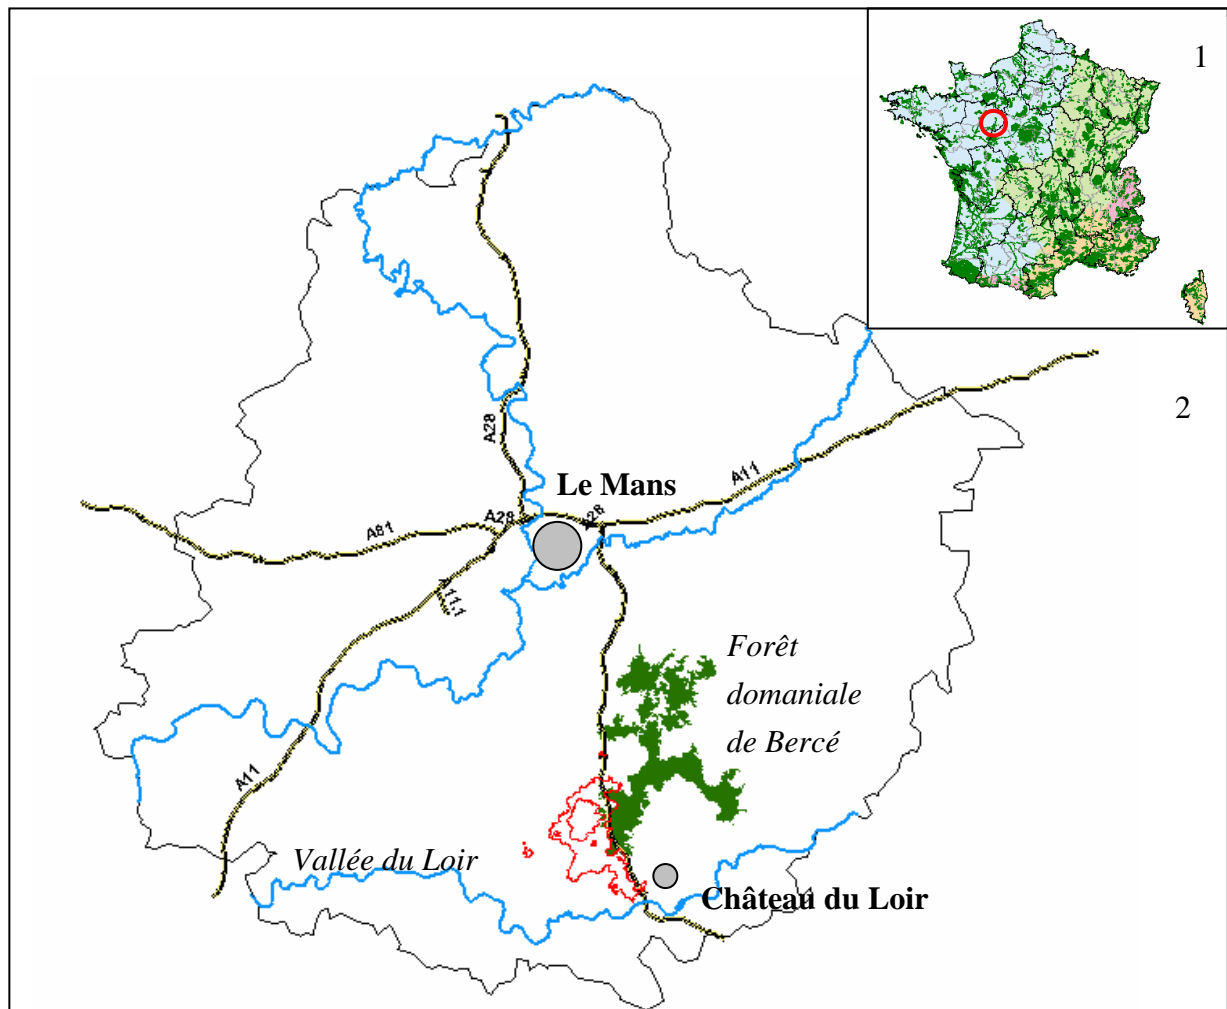 1
2
A28
Le Mans
A11
A28
A28
A81
A11.1
Forêt
domaniale
de Bercé
A11
Vallée du Loir
Château du Loir